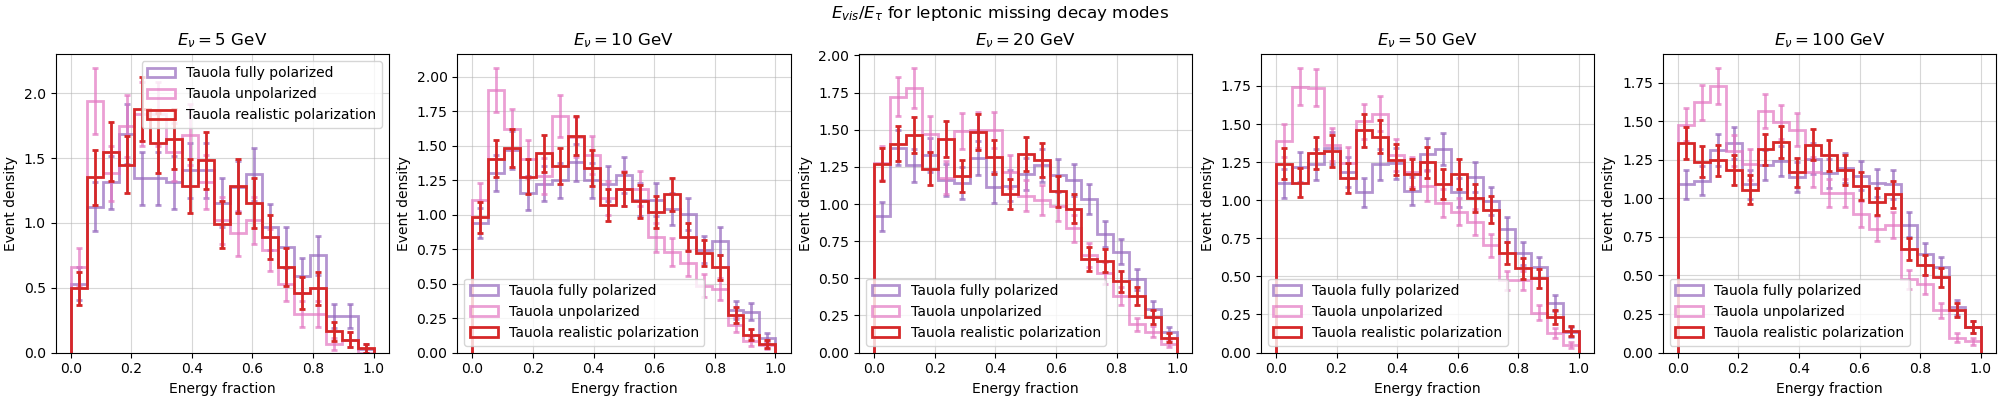 E_vis/E_τ for leptonic missing decay modes
E_ν = 5 GeV
Event density
2.0
1.5
1.0
0.5
0.0
0.0 0.2 0.4 0.6 0.8 1.0
Energy fraction
Tauola fully polarized
Tauola unpolarized
Tauola realistic polarization
E_ν = 10 GeV
Event density
2.00
1.75
1.50
1.25
1.00
0.75
0.50
0.25
0.00
0.0 0.2 0.4 0.6 0.8 1.0
Energy fraction
Tauola fully polarized
Tauola unpolarized
Tauola realistic polarization
E_ν = 20 GeV
Event density
2.00
1.75
1.50
1.25
1.00
0.75
0.50
0.25
0.00
0.0 0.2 0.4 0.6 0.8 1.0
Energy fraction
Tauola fully polarized
Tauola unpolarized
Tauola realistic polarization
E_ν = 50 GeV
Event density
1.75
1.50
1.25
1.00
0.75
0.50
0.25
0.00
0.0 0.2 0.4 0.6 0.8 1.0
Energy fraction
Tauola fully polarized
Tauola unpolarized
Tauola realistic polarization
E_ν = 100 GeV
Event density
1.75
1.50
1.25
1.00
0.75
0.50
0.25
0.00
0.0 0.2 0.4 0.6 0.8 1.0
Energy fraction
Tauola fully polarized
Tauola unpolarized
Tauola realistic polarization